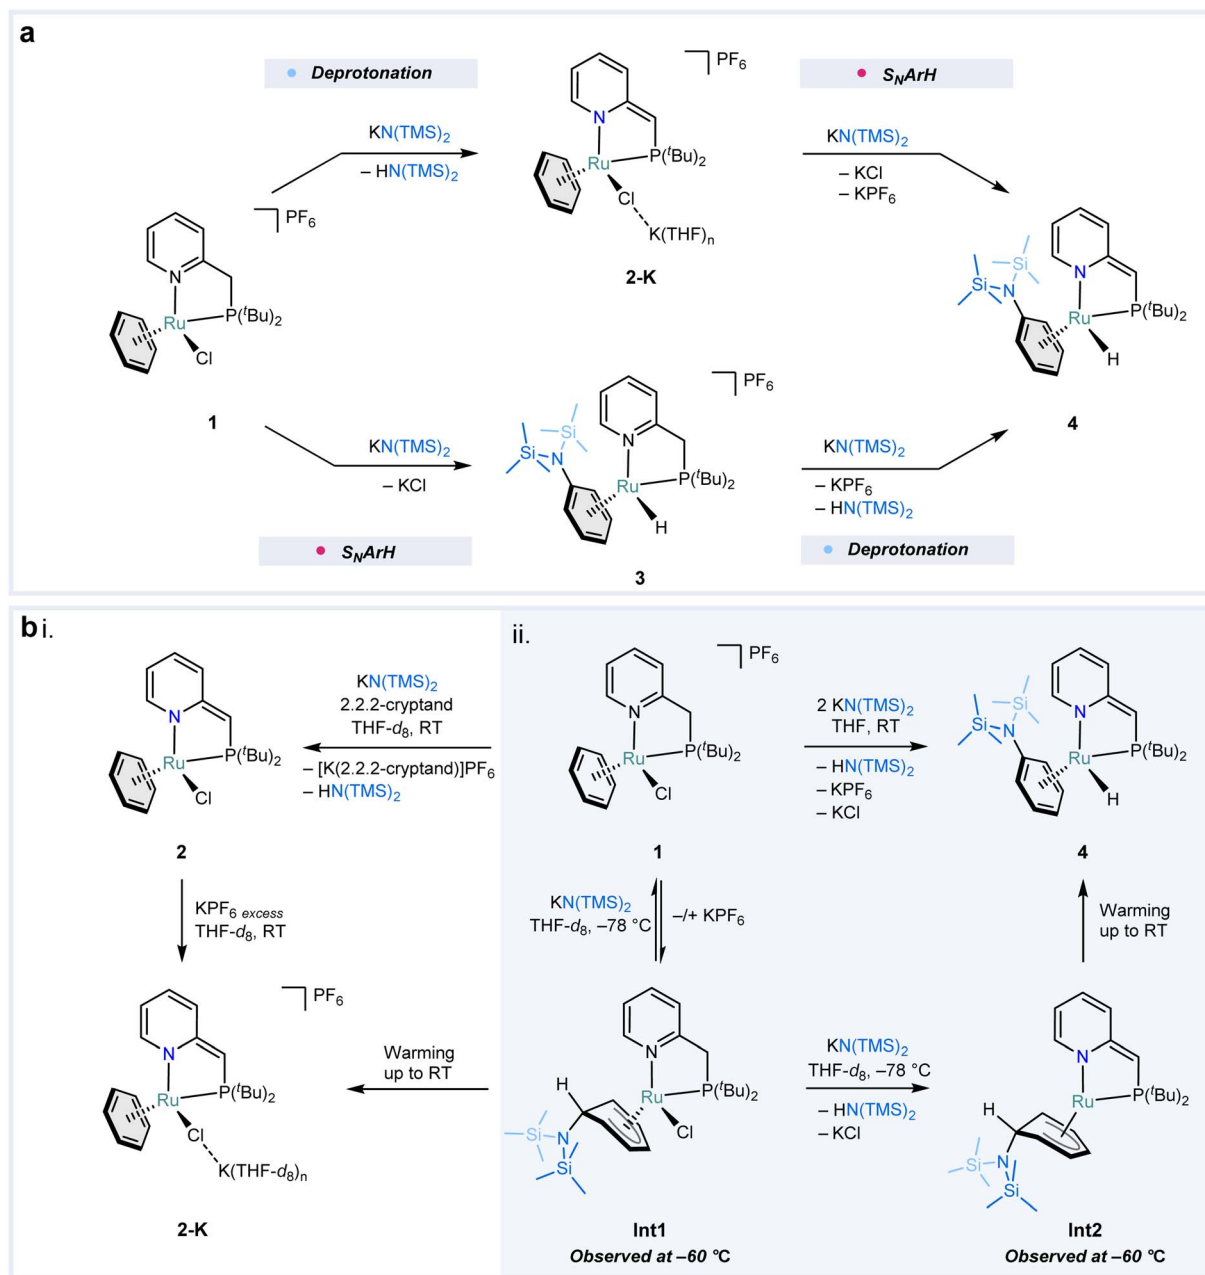 a
Deprotonation
KN(TMS)2
– HN(TMS)2
PF6
N
Ru
P(tBu)2
Cl
K(THF)n
2-K
SNArH
KN(TMS)2
– KCl
– KPF6
PF6
N
Ru
P(tBu)2
Cl
1
Si
Si
N
N
Ru
P(tBu)2
H
4
KN(TMS)2
– KCl
SNArH
PF6
Si
Si
N
N
Ru
P(tBu)2
H
3
KN(TMS)2
– KPF6
– HN(TMS)2
Deprotonation
b i.
N
Ru
P(tBu)2
Cl
2
KN(TMS)2
2.2.2-cryptand
THF-d8, RT
– [K(2.2.2-cryptand)]PF6
– HN(TMS)2
KPF6 excess
THF-d8, RT
PF6
N
Ru
P(tBu)2
Cl
K(THF-d8)n
2-K
Warming
up to RT
ii.
PF6
N
Ru
P(tBu)2
Cl
1
2 KN(TMS)2
THF, RT
– HN(TMS)2
– KPF6
– KCl
Si
Si
N
N
Ru
P(tBu)2
H
4
KN(TMS)2
THF-d8, –78 °C
–/+ KPF6
Warming
up to RT
N
Ru
P(tBu)2
Cl
H
Si
N
Si
Int1
Observed at –60 °C
KN(TMS)2
THF-d8, –78 °C
– HN(TMS)2
– KCl
N
Ru
P(tBu)2
H
Si
N
Si
Int2
Observed at –60 °C